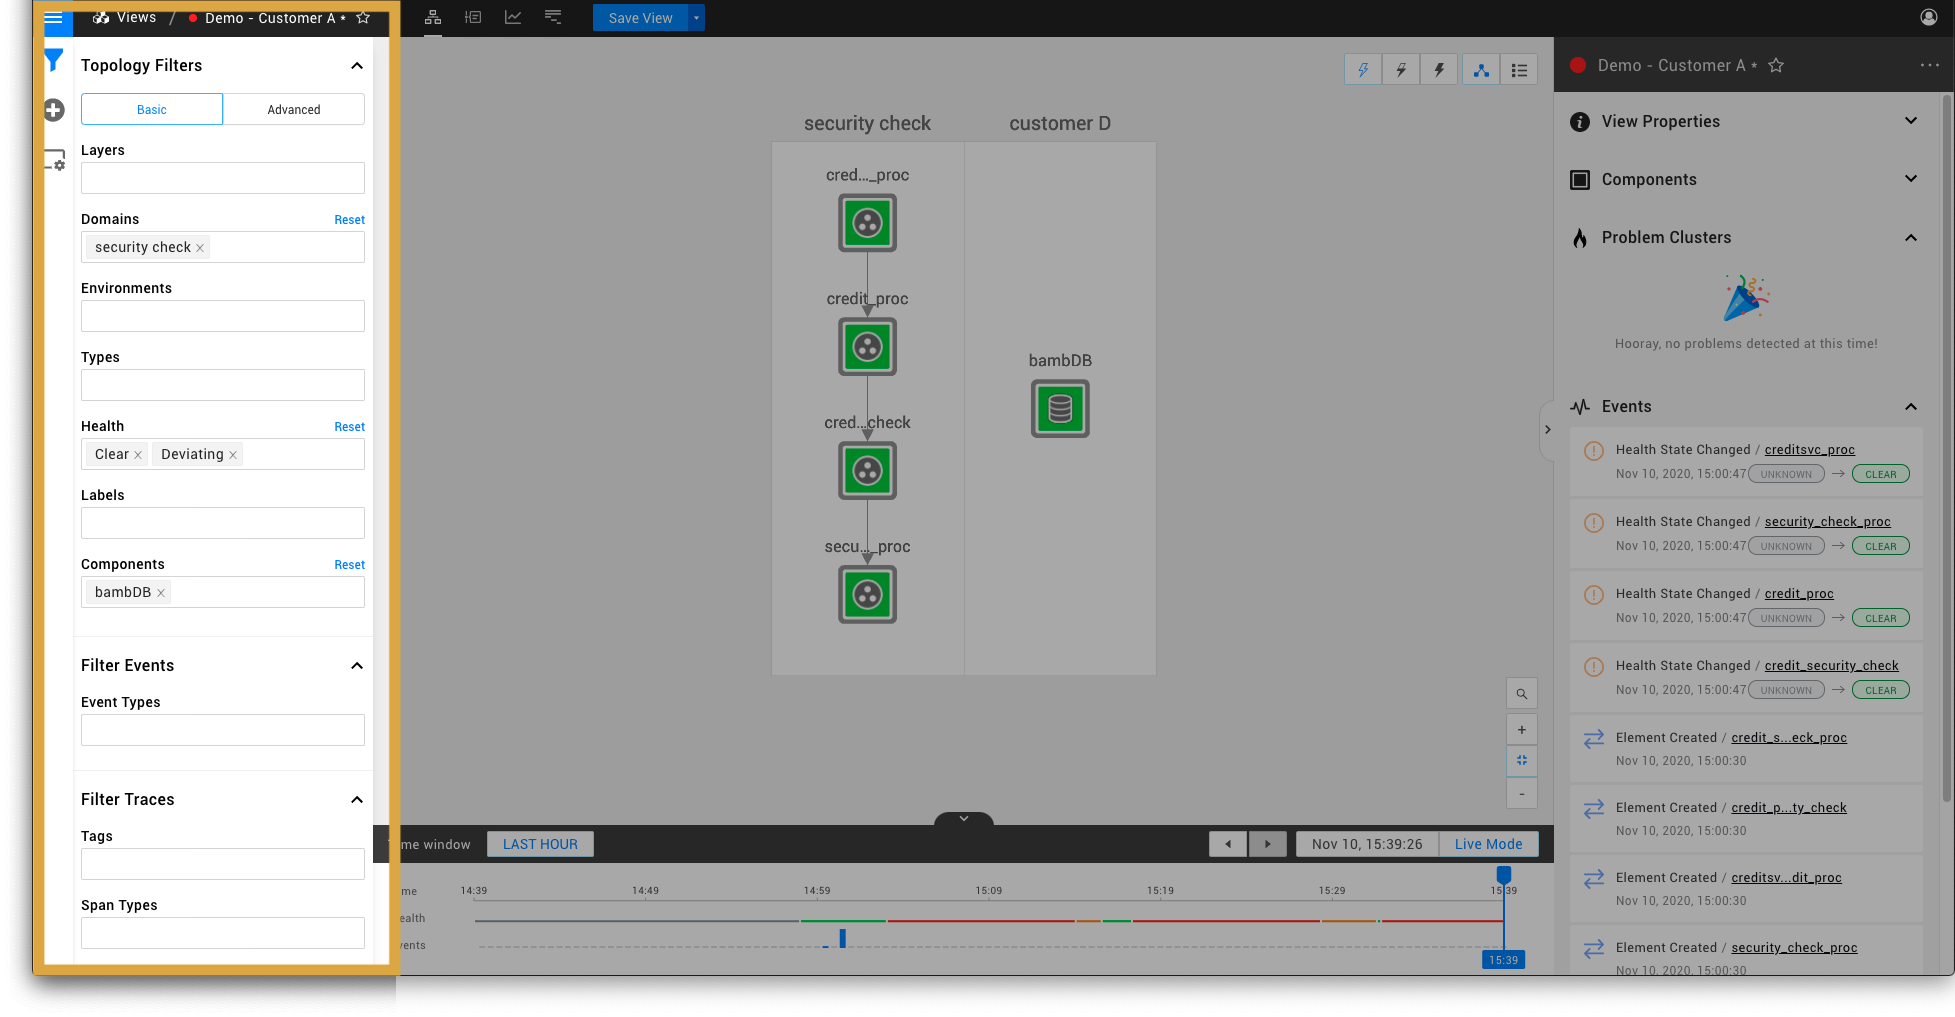 Views / Demo - Customer A *
Save View
Topology Filters
Basic
Advanced
Layers
Domains
Reset
security check ×
Environments
Types
Health
Reset
Clear × Deviating ×
Labels
Components
Reset
bambDB ×
Filter Events
Event Types
Filter Traces
Tags
Span Types
security check
customer D
cred..._proc
credit_proc
cred...check
secu..._proc
bambDB
+
-
me window
LAST HOUR
Nov 10, 15:39:26
Live Mode
me
14:39
14:49
14:59
15:09
15:19
15:29
15:39
ealth
vents
15:39
Demo - Customer A *
...
View Properties
Components
Problem Clusters
Hooray, no problems detected at this time!
Events
Health State Changed / creditsvc_proc
Nov 10, 2020, 15:00:47 UNKNOWN → CLEAR
Health State Changed / security_check_proc
Nov 10, 2020, 15:00:47 UNKNOWN → CLEAR
Health State Changed / credit_proc
Nov 10, 2020, 15:00:47 UNKNOWN → CLEAR
Health State Changed / credit_security_check
Nov 10, 2020, 15:00:47 UNKNOWN → CLEAR
Element Created / credit_s...eck_proc
Nov 10, 2020, 15:00:30
Element Created / credit_p...ty_check
Nov 10, 2020, 15:00:30
Element Created / creditsv...dit_proc
Nov 10, 2020, 15:00:30
Element Created / security_check_proc
Nov 10, 2020, 15:00:30